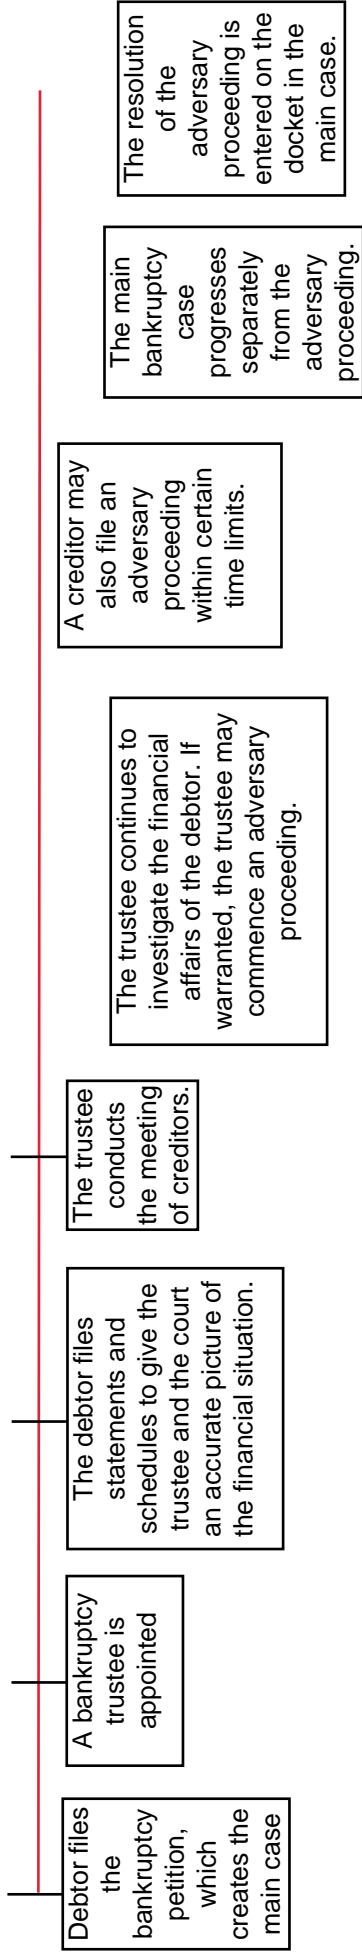 Debtor files
the
bankruptcy
petition,
which
creates the
main case
A bankruptcy
trustee is
appointed
The debtor files
statements and
schedules to give the
trustee and the court
an accurate picture of
the financial situation.
The trustee
conducts
the meeting
of creditors.
The trustee continues to
investigate the financial
affairs of the debtor. If
warranted, the trustee may
commence an adversary
proceeding.
A creditor may
also file an
adversary
proceeding
within certain
time limits.
The main
bankruptcy
case
progresses
separately
from the
adversary
proceeding.
The resolution
of the
adversary
proceeding is
entered on the
docket in the
main case.